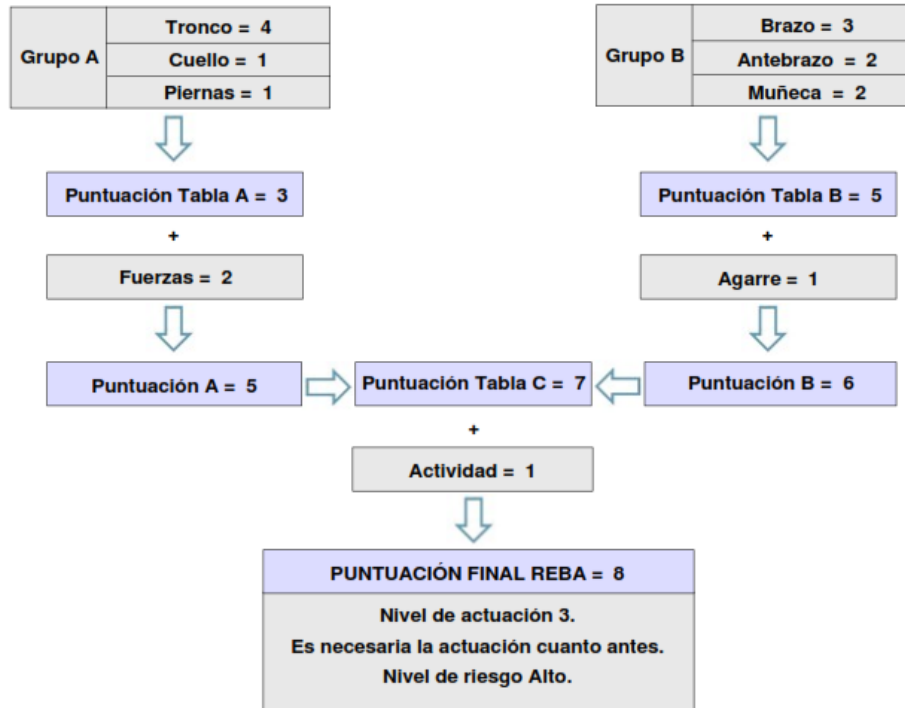 Grupo A
Tronco = 4
Cuello = 1
Piernas = 1
Grupo B
Brazo = 3
Antebrazo = 2
Muñeca = 2
Puntuación Tabla A = 3
Puntuación Tabla B = 5
+
+
Fuerzas = 2
Agarre = 1
Puntuación A = 5
Puntuación Tabla C = 7
Puntuación B = 6
+
Actividad = 1
PUNTUACIÓN FINAL REBA = 8
Nivel de actuación 3.
Es necesaria la actuación cuanto antes.
Nivel de riesgo Alto.